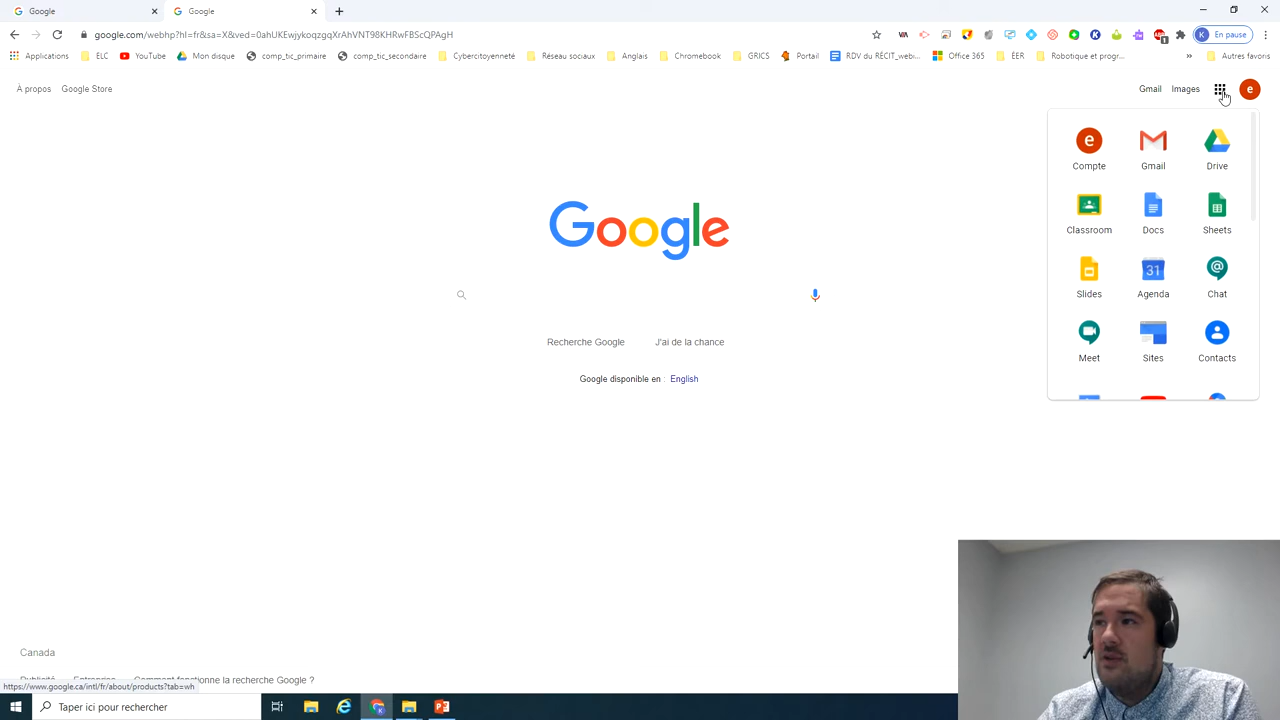 Google
Google
google.com/webhp?hl=fr&sa=X&ved=0ahUKEwjykoqzgqXrAhVNT98KHRwFBScQPAgH
K En pause
Applications ELC YouTube Mon disque comp_tic_primaire comp_tic_secondaire Cybercitoyenneté Réseau sociaux Anglais Chromebook GRICS Portail RDV du RÉCIT_webi... Office 365 ÉER Robotique et progr... » Autres favoris
À propos Google Store
Gmail Images e
e
Compte Gmail Drive
Classroom Docs Sheets
31
Slides Agenda Chat
Meet Sites Contacts
Google
Recherche Google J'ai de la chance
Google disponible en : English
Canada
Comment fonctionne la recherche Google ?
https://www.google.ca/intl/fr/about/products?tab=wh
Taper ici pour rechercher